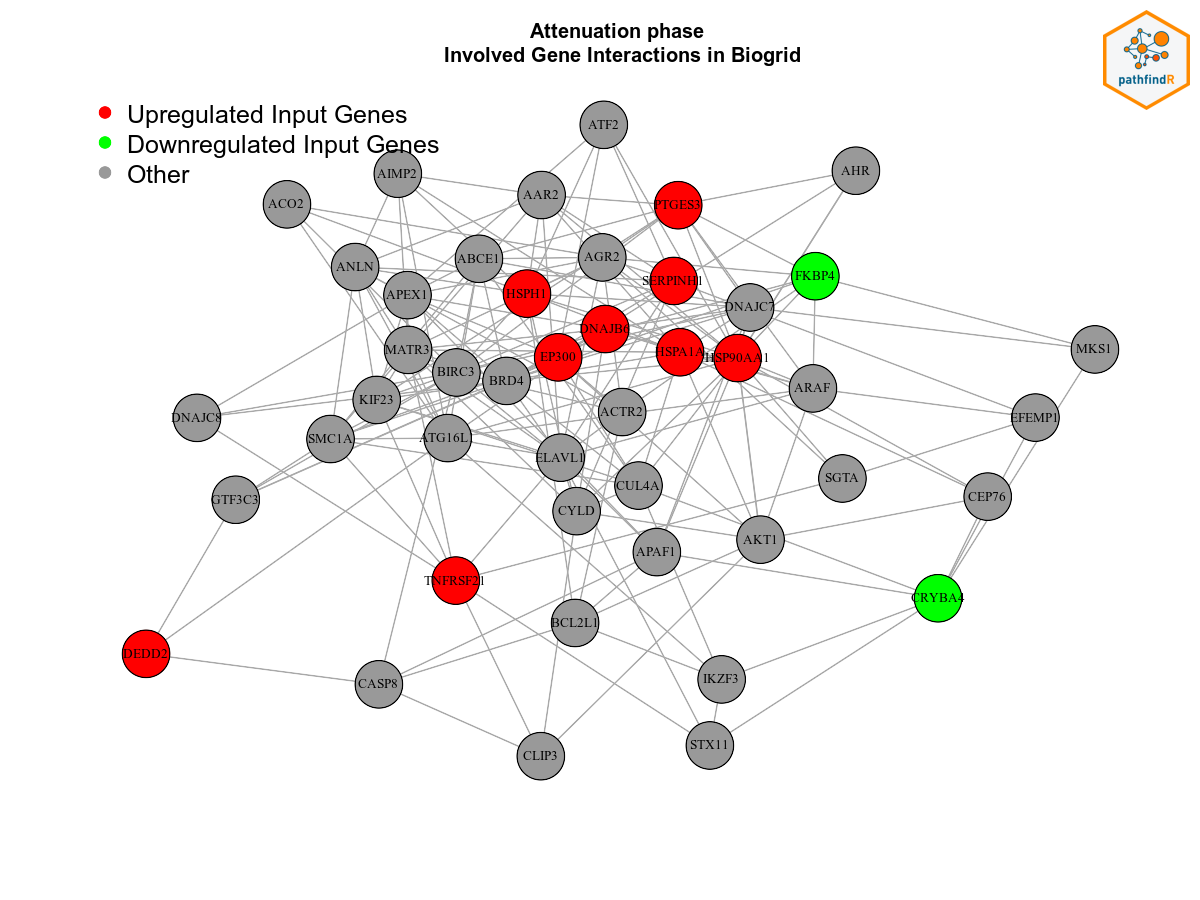 Attenuation phase
Involved Gene Interactions in Biogrid
pathfindR
Upregulated Input Genes
Downregulated Input Genes
Other
ATF2
AIMP2
AHR
AAR2
ACO2
PTGES3
ANLN
ABCE1
AGR2
FKBP4
SERPINH1
APEX1
HSPH1
DNAJC7
DNAJB6
MATR3
MKS1
EP300
HSPA1A
HSP90AA1
BIRC3
BRD4
ARAF
KIF23
ACTR2
DNAJC8
EFEMP1
SMC1A
ATG16L
ELAVL1
SGTA
CUL4A
GTF3C3
CEP76
CYLD
AKT1
APAF1
TNFRSF21
CRYBA4
BCL2L1
DEDD2
CASP8
IKZF3
STX11
CLIP3